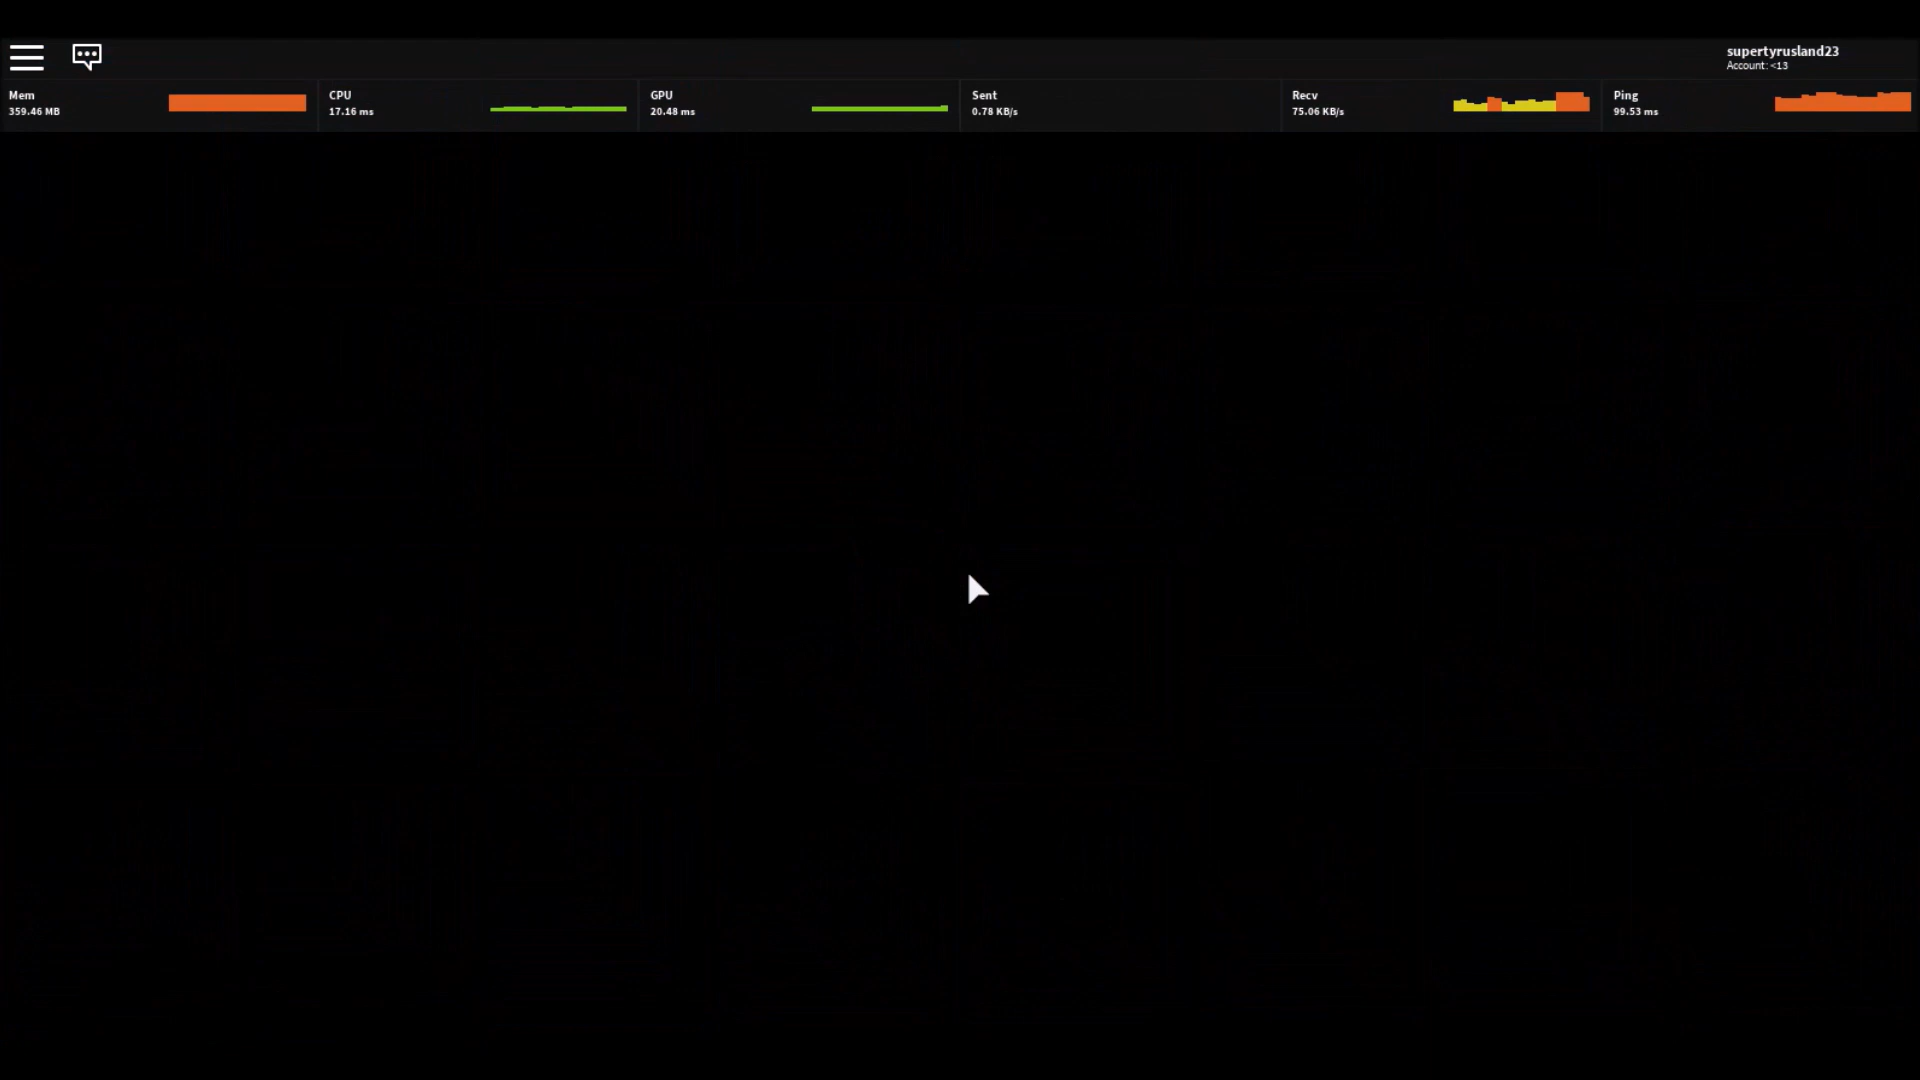 supertyrusland23
Account: <13
Mem
359.46 MB
CPU
17.16 ms
GPU
20.48 ms
Sent
0.78 KB/s
Recv
75.06 KB/s
Ping
99.53 ms